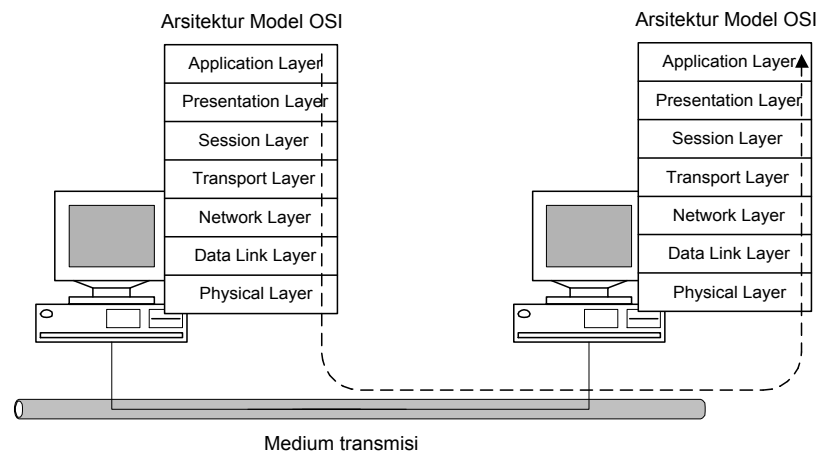 Arsitektur Model OSI
Application Layer
Presentation Layer
Session Layer
Transport Layer
Network Layer
Data Link Layer
Physical Layer
Arsitektur Model OSI
Application Layer
Presentation Layer
Session Layer
Transport Layer
Network Layer
Data Link Layer
Physical Layer
Medium transmisi